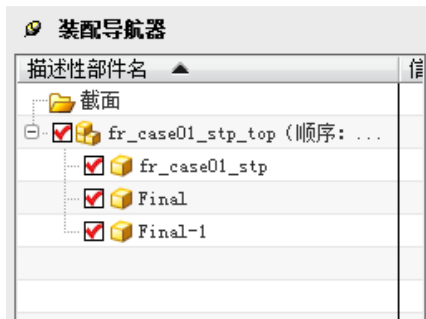 装配导航器
描述性部件名
截面
fr_case01_stp_top (顺序: ...
fr_case01_stp
Final
Final-1